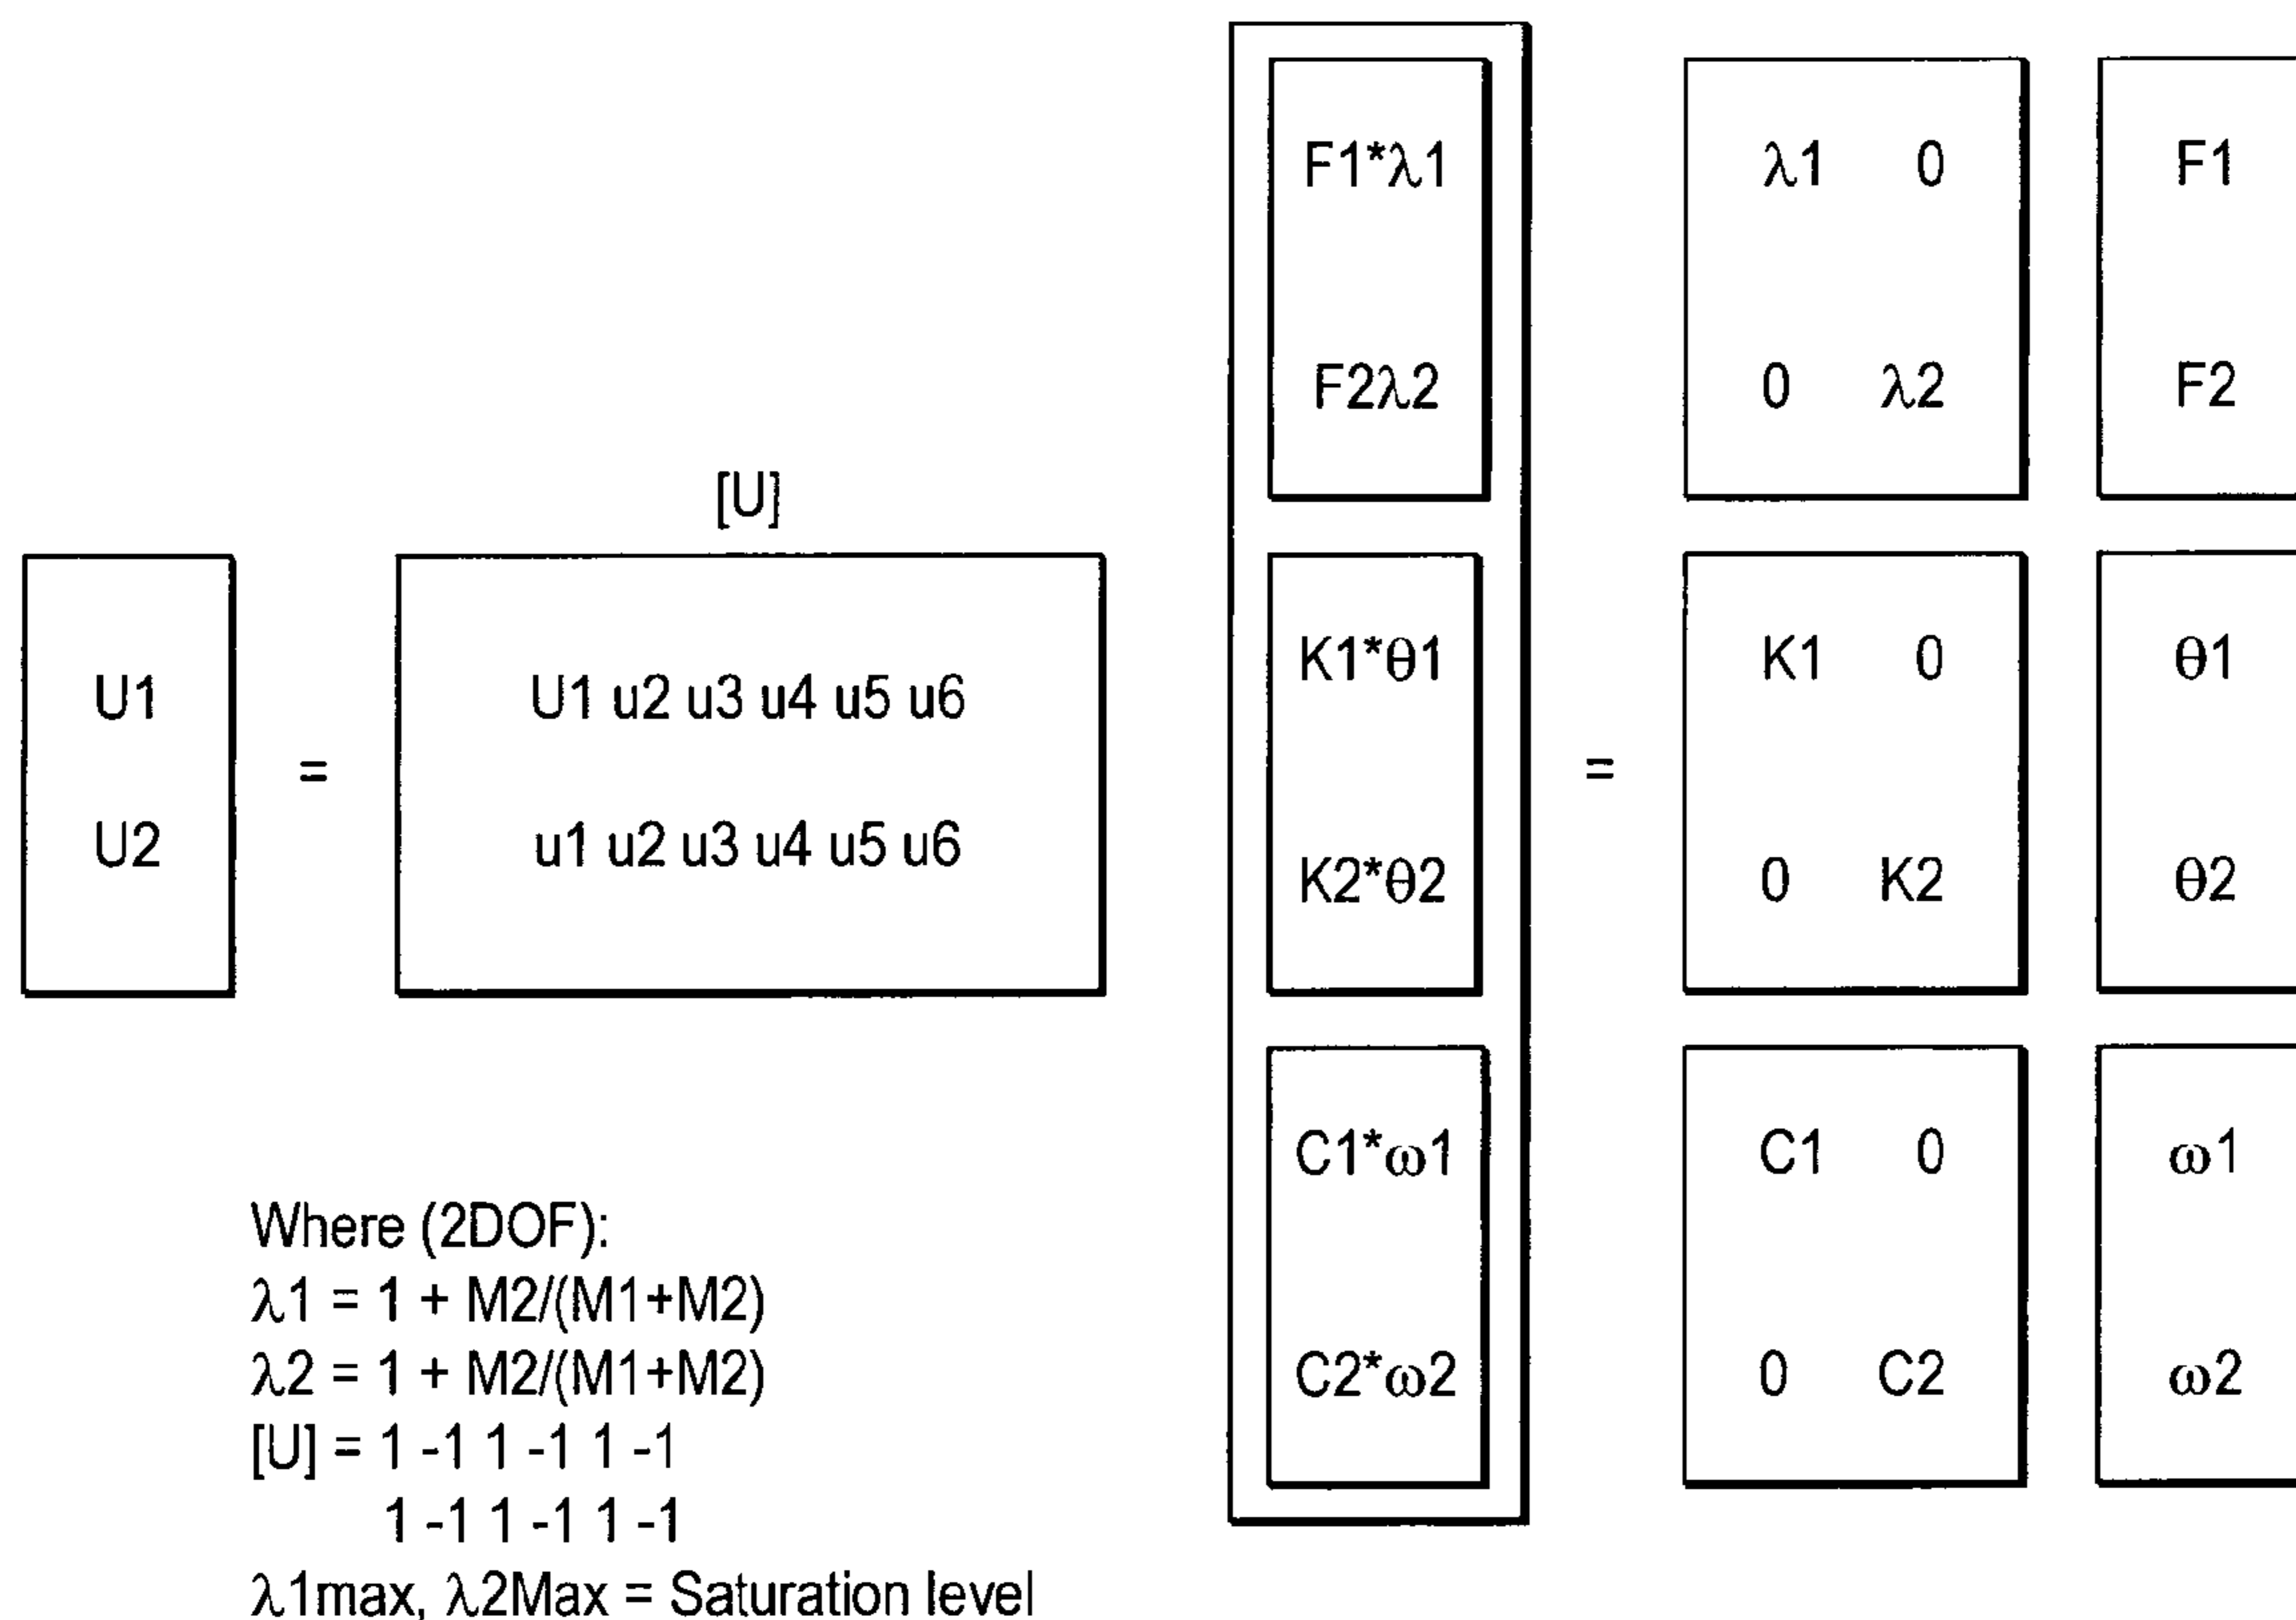 F1*λ1
F2λ2
λ1 0
0 λ2
F1
F2
[U]
U1
U2
=
U1 u2 u3 u4 u5 u6
u1 u2 u3 u4 u5 u6
K1*θ1
K2*θ2
=
K1 0
0 K2
θ1
θ2
C1*ω1
C2*ω2
C1 0
0 C2
ω1
ω2
Where (2DOF):
λ1 = 1 + M2/(M1+M2)
λ2 = 1 + M2/(M1+M2)
[U] = 1 -1 1 -1 1 -1
1 -1 1 -1 1 -1
λ1max, λ2Max = Saturation level